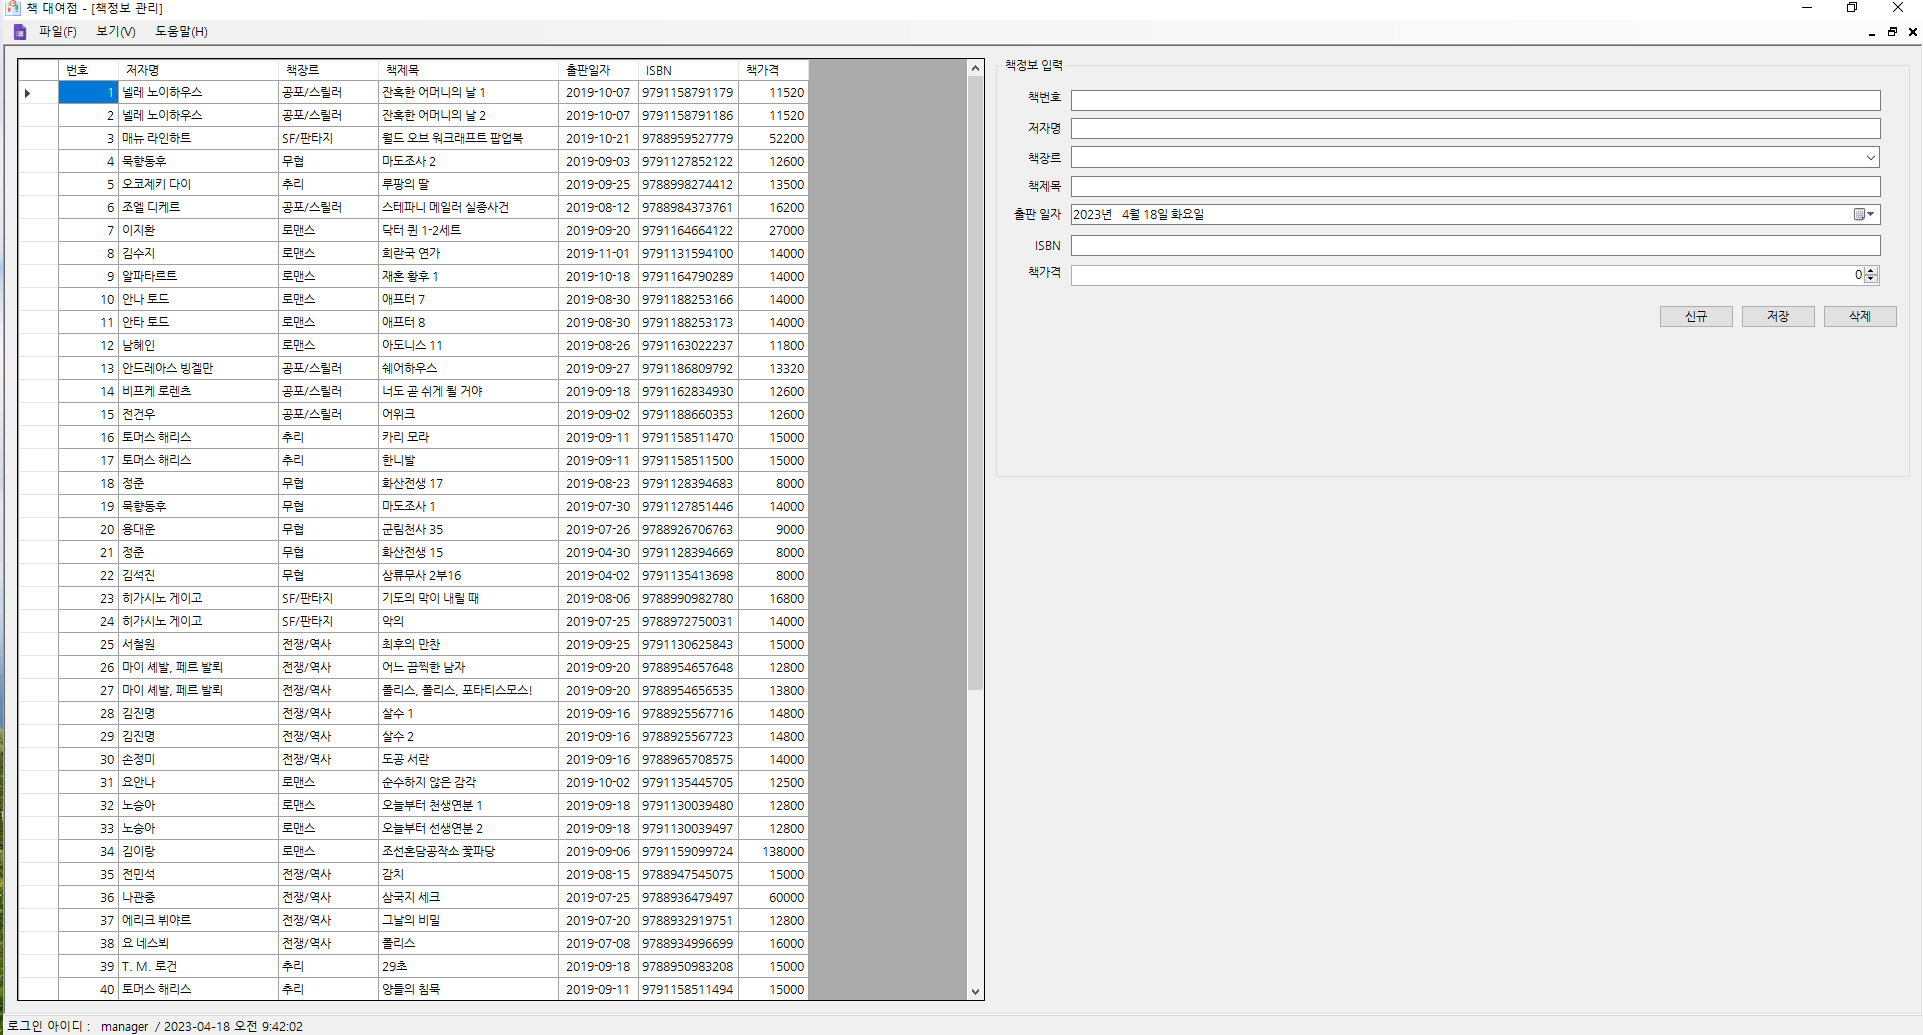 책 대여점 - [책정보 관리]
파일(F) 보기(V) 도움말(H)
번호 저자명 책장르 책제목 출판일자 ISBN 책가격
1 넬레 노이하우스 공포/스릴러 잔혹한 어머니의 날 1 2019-10-07 9791158791179 11520
2 넬레 노이하우스 공포/스릴러 잔혹한 어머니의 날 2 2019-10-07 9791158791186 11520
3 매뉴 라인하트 SF/판타지 월드 오브 워크래프트 팝업북 2019-10-21 9788959527779 52200
4 묵향동후 무협 마도조사 2 2019-09-03 9791127852122 12600
5 오코제키 다이 추리 루팡의 딸 2019-09-25 9788998274412 13500
6 조엘 디케르 공포/스릴러 스테파니 메일러 실종사건 2019-08-12 9788984373761 16200
7 이지환 로맨스 닥터 퀸 1-2세트 2019-09-20 9791164664122 27000
8 김수지 로맨스 희란국 연가 2019-11-01 9791131594100 14000
9 알파타르트 로맨스 재혼 황후 1 2019-10-18 9791164790289 14000
10 안나 토드 로맨스 애프터 7 2019-08-30 9791188253166 14000
11 안타 토드 로맨스 애프터 8 2019-08-30 9791188253173 14000
12 남혜인 로맨스 아도니스 11 2019-08-26 9791163022237 11800
13 안드레아스 빙겔만 공포/스릴러 쉐어하우스 2019-09-27 9791186809792 13320
14 비프케 로렌츠 공포/스릴러 너도 곧 쉬게 될 거야 2019-09-18 9791162834930 12600
15 전건우 공포/스릴러 어위크 2019-09-02 9791188660353 12600
16 토머스 해리스 추리 카리 모라 2019-09-11 9791158511470 15000
17 토머스 해리스 추리 한니발 2019-09-11 9791158511500 15000
18 정준 무협 화산전생 17 2019-08-23 9791128394683 8000
19 묵향동후 무협 마도조사 1 2019-07-30 9791127851446 14000
20 용대운 무협 군림천사 35 2019-07-26 9788926706763 9000
21 정준 무협 화산전생 15 2019-04-30 9791128394669 8000
22 김석진 무협 삼류무사 2부16 2019-04-02 9791135413698 8000
23 히가시노 게이고 SF/판타지 기도의 막이 내릴 때 2019-08-06 9788990982780 16800
24 히가시노 게이고 SF/판타지 악의 2019-07-25 9788972750031 14000
25 서철원 전쟁/역사 최후의 만찬 2019-09-25 9791130625843 15000
26 마이 셰발, 페르 발뢰 전쟁/역사 어느 끔찍한 남자 2019-09-20 9788954657648 12800
27 마이 셰발, 페르 발뢰 전쟁/역사 폴리스, 폴리스, 포타티스모스! 2019-09-20 9788954656535 13800
28 김진명 전쟁/역사 살수 1 2019-09-16 9788925567716 14800
29 김진명 전쟁/역사 살수 2 2019-09-16 9788925567723 14800
30 손정미 전쟁/역사 도공 서란 2019-09-16 9788965708575 14000
31 요안나 로맨스 순수하지 않은 감각 2019-10-02 9791135445705 12500
32 노승아 로맨스 오늘부터 천생연분 1 2019-09-18 9791130039480 12800
33 노승아 로맨스 오늘부터 선생연분 2 2019-09-18 9791130039497 12800
34 김이랑 로맨스 조선혼담공작소 꽃파당 2019-09-06 9791159099724 138000
35 전민석 전쟁/역사 감치 2019-08-15 9788947545075 15000
36 나관중 전쟁/역사 삼국지 세크 2019-07-25 9788936479497 60000
37 에리크 뷔야르 전쟁/역사 그날의 비밀 2019-07-20 9788932919751 12800
38 요 네스뵈 전쟁/역사 폴리스 2019-07-08 9788934996699 16000
39 T. M. 로건 추리 29초 2019-09-18 9788950983208 15000
40 토머스 해리스 추리 양들의 침묵 2019-09-11 9791158511494 15000
책정보 입력
책번호
저자명
책장르
책제목
출판 일자 2023년 4월 18일 화요일
ISBN
책가격 0
신규 저장 삭제
로그인 아이디 : manager / 2023-04-18 오전 9:42:02